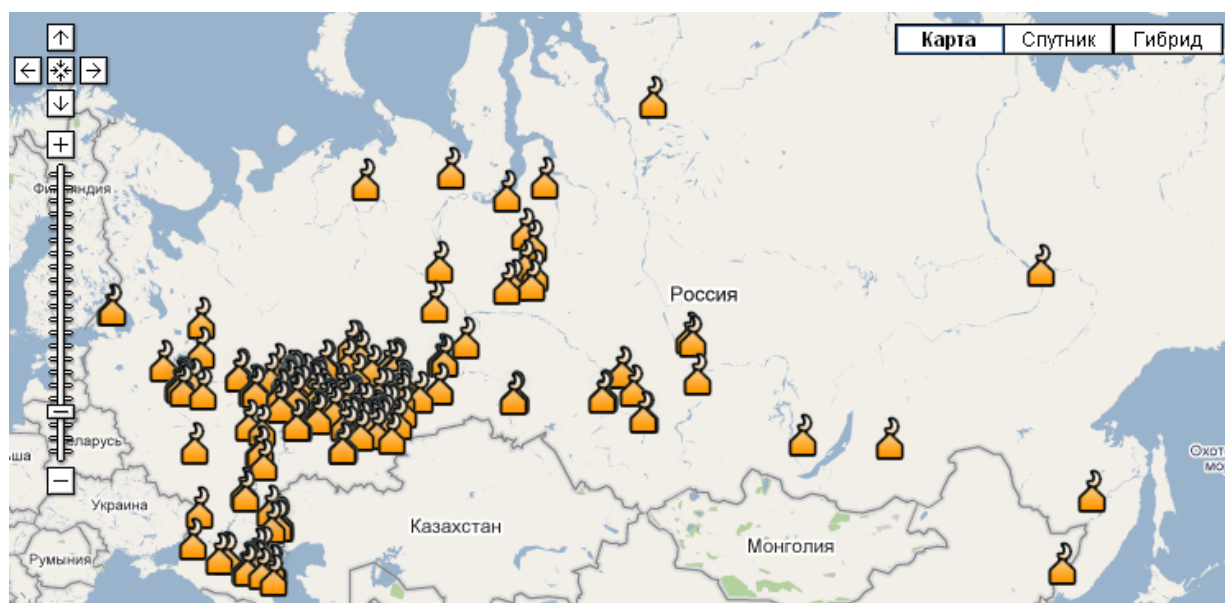 Карта
Спутник
Гибрид
Россия
Украина
Казахстан
Монголия
Румыния